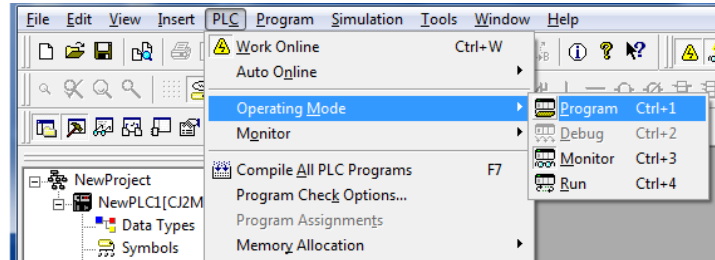 File Edit View Insert PLC Program Simulation Tools Window Help
Work Online Ctrl+W
Auto Online
Operating Mode
Program Ctrl+1
Debug Ctrl+2
Monitor Ctrl+3
Run Ctrl+4
Monitor
Compile All PLC Programs F7
Program Check Options...
Program Assignments
Memory Allocation
NewProject
NewPLC1[CJ2M
Data Types
Symbols